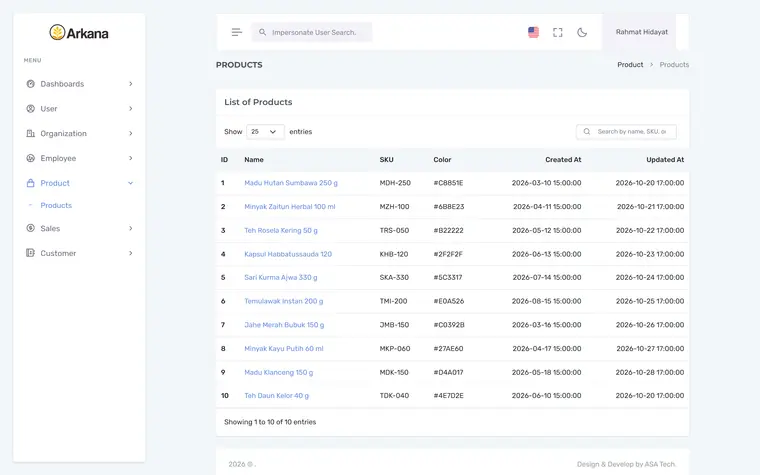 Arkana
Impersonate User Search.
Rahmat Hidayat
MENU
Dashboards
User
Organization
Employee
Product
Products
Sales
Customer
PRODUCTS
Product > Products
List of Products
Show 25 entries
Search by name, SKU, or
ID Name SKU Color Created At Updated At
1 Madu Hutan Sumbawa 250 g MDH-250 #C8851E 2026-03-10 15:00:00 2026-10-20 17:00:00
2 Minyak Zaitun Herbal 100 ml MZH-100 #6B8E23 2026-04-11 15:00:00 2026-10-21 17:00:00
3 Teh Rosela Kering 50 g TRS-050 #B22222 2026-05-12 15:00:00 2026-10-22 17:00:00
4 Kapsul Habbatussauda 120 KHB-120 #2F2F2F 2026-06-13 15:00:00 2026-10-23 17:00:00
5 Sari Kurma Ajwa 330 g SKA-330 #5C3317 2026-07-14 15:00:00 2026-10-24 17:00:00
6 Temulawak Instan 200 g TMI-200 #E0A526 2026-08-15 15:00:00 2026-10-25 17:00:00
7 Jahe Merah Bubuk 150 g JMB-150 #C0392B 2026-03-16 15:00:00 2026-10-26 17:00:00
8 Minyak Kayu Putih 60 ml MKP-060 #27AE60 2026-04-17 15:00:00 2026-10-27 17:00:00
9 Madu Klanceng 150 g MDK-150 #D4A017 2026-05-18 15:00:00 2026-10-28 17:00:00
10 Teh Daun Kelor 40 g TDK-040 #4E7D2E 2026-06-10 15:00:00 2026-10-20 17:00:00
Showing 1 to 10 of 10 entries
2026 © .
Design & Develop by ASA Tech.